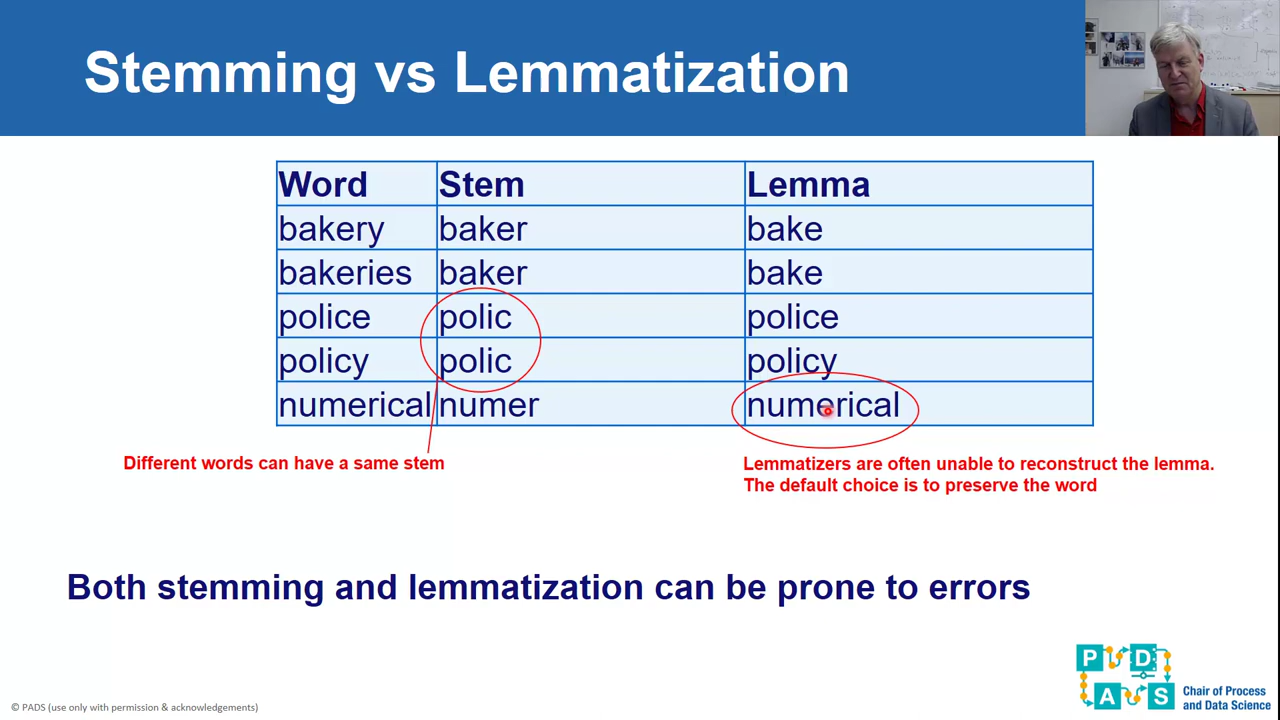 Stemming vs Lemmatization
Word Stem Lemma
bakery baker bake
bakeries baker bake
police polic police
policy polic policy
numerical numer numerical
Different words can have a same stem
Lemmatizers are often unable to reconstruct the lemma.
The default choice is to preserve the word
Both stemming and lemmatization can be prone to errors
P D
A S
Chair of Process
and Data Science
© PADS (use only with permission & acknowledgements)